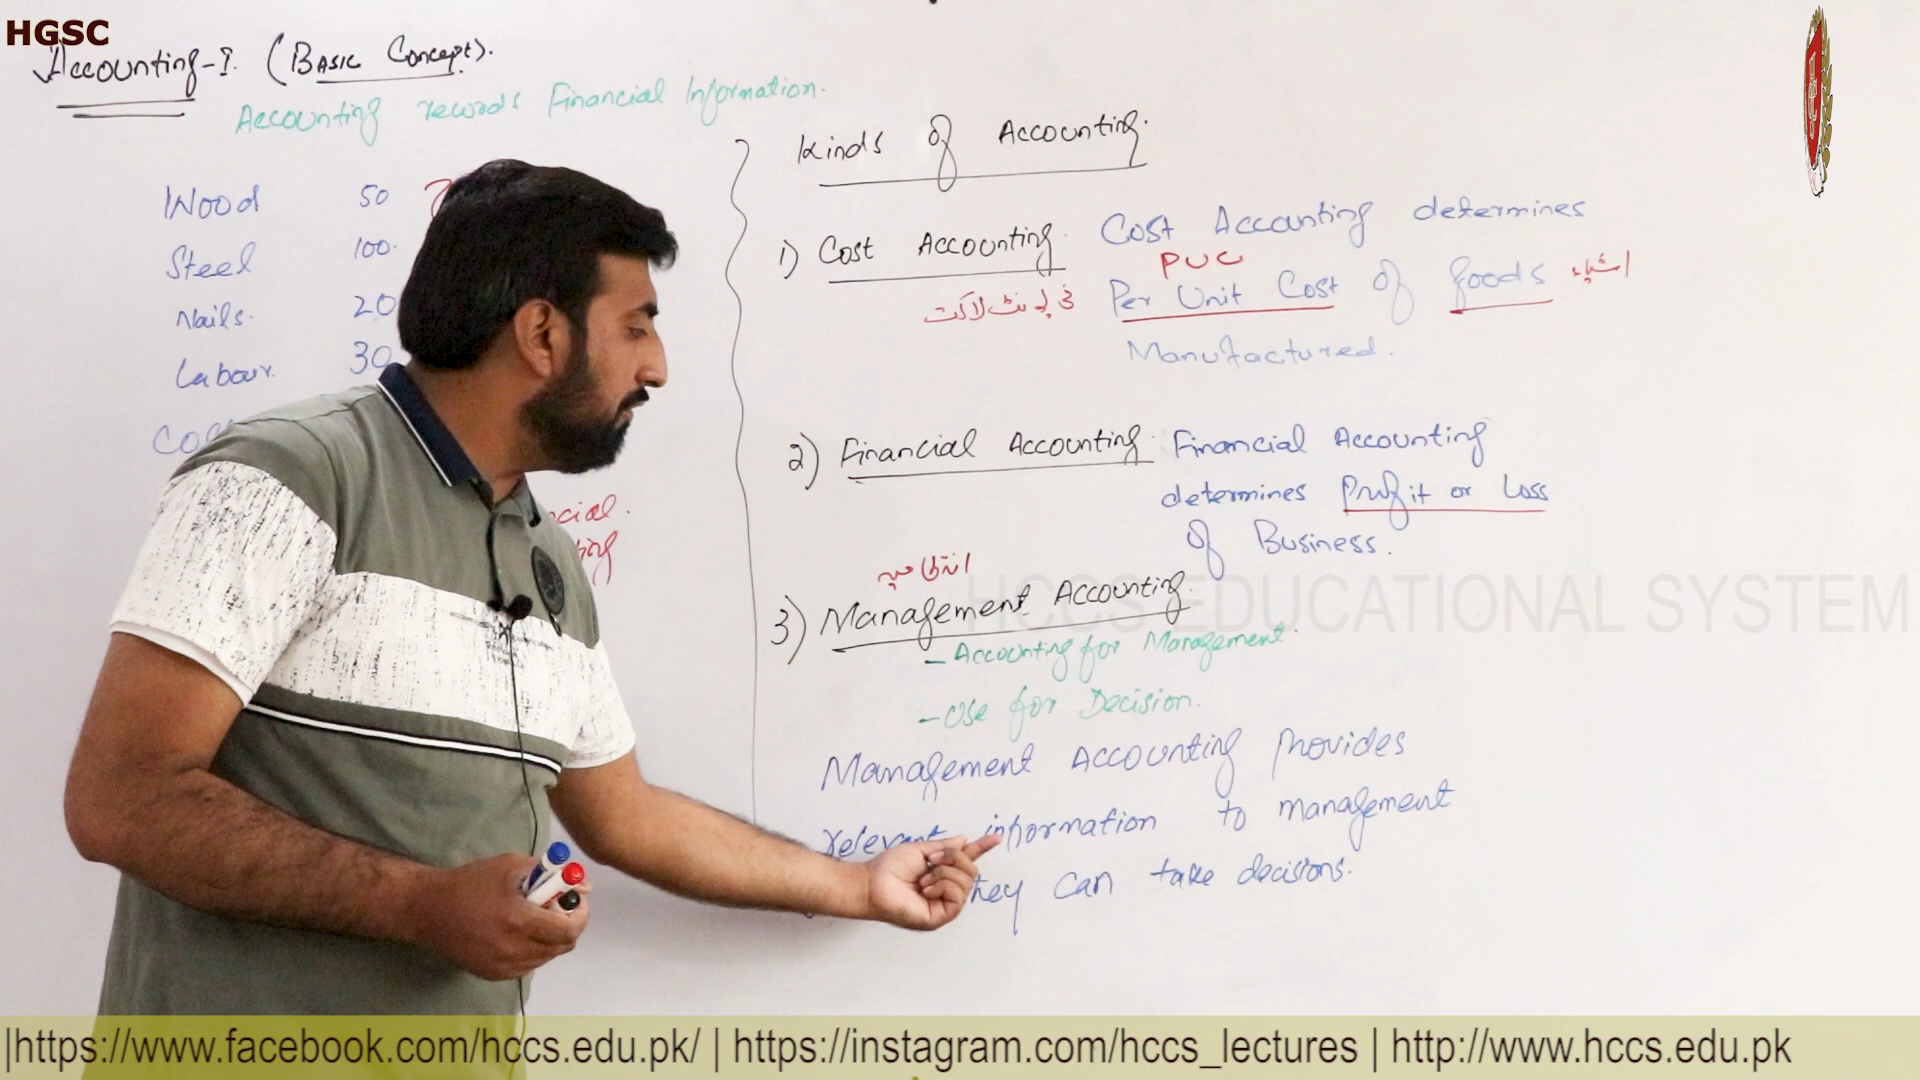 HGSC
Accounting-I. (Basic Concept).
Accounting records Financial Information.
Wood 50
Steel 100.
Nails. 20
Labour. 30
cial.
Kinds of Accounting.
1) Cost Accounting. Cost Accounting determines
PUC
فی یونٹ لاگت Per Unit Cost of Goods اشیاء
Manufactured.
2) Financial Accounting. Financial Accounting
determines Profit or Loss
of Business.
انتظامیہ
3) Management Accounting.
- Accounting for Management.
- Use for Decision.
Management Accounting Provides
relevant information to management
they can take decisions.
HCCS EDUCATIONAL SYSTEM
|https://www.facebook.com/hccs.edu.pk/ | https://instagram.com/hccs_lectures | http://www.hccs.edu.pk